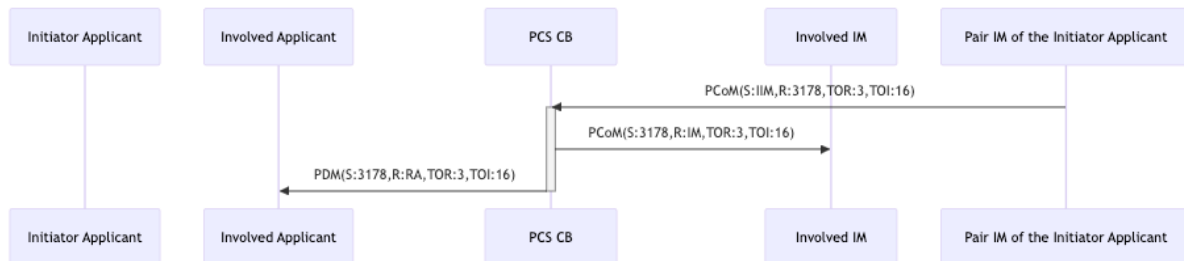 Initiator Applicant
Involved Applicant
PCS CB
Involved IM
Pair IM of the Initiator Applicant
PCoM(S:IIM,R:3178,TOR:3,TOI:16)
PCoM(S:3178,R:IM,TOR:3,TOI:16)
PDM(S:3178,R:RA,TOR:3,TOI:16)
Initiator Applicant
Involved Applicant
PCS CB
Involved IM
Pair IM of the Initiator Applicant